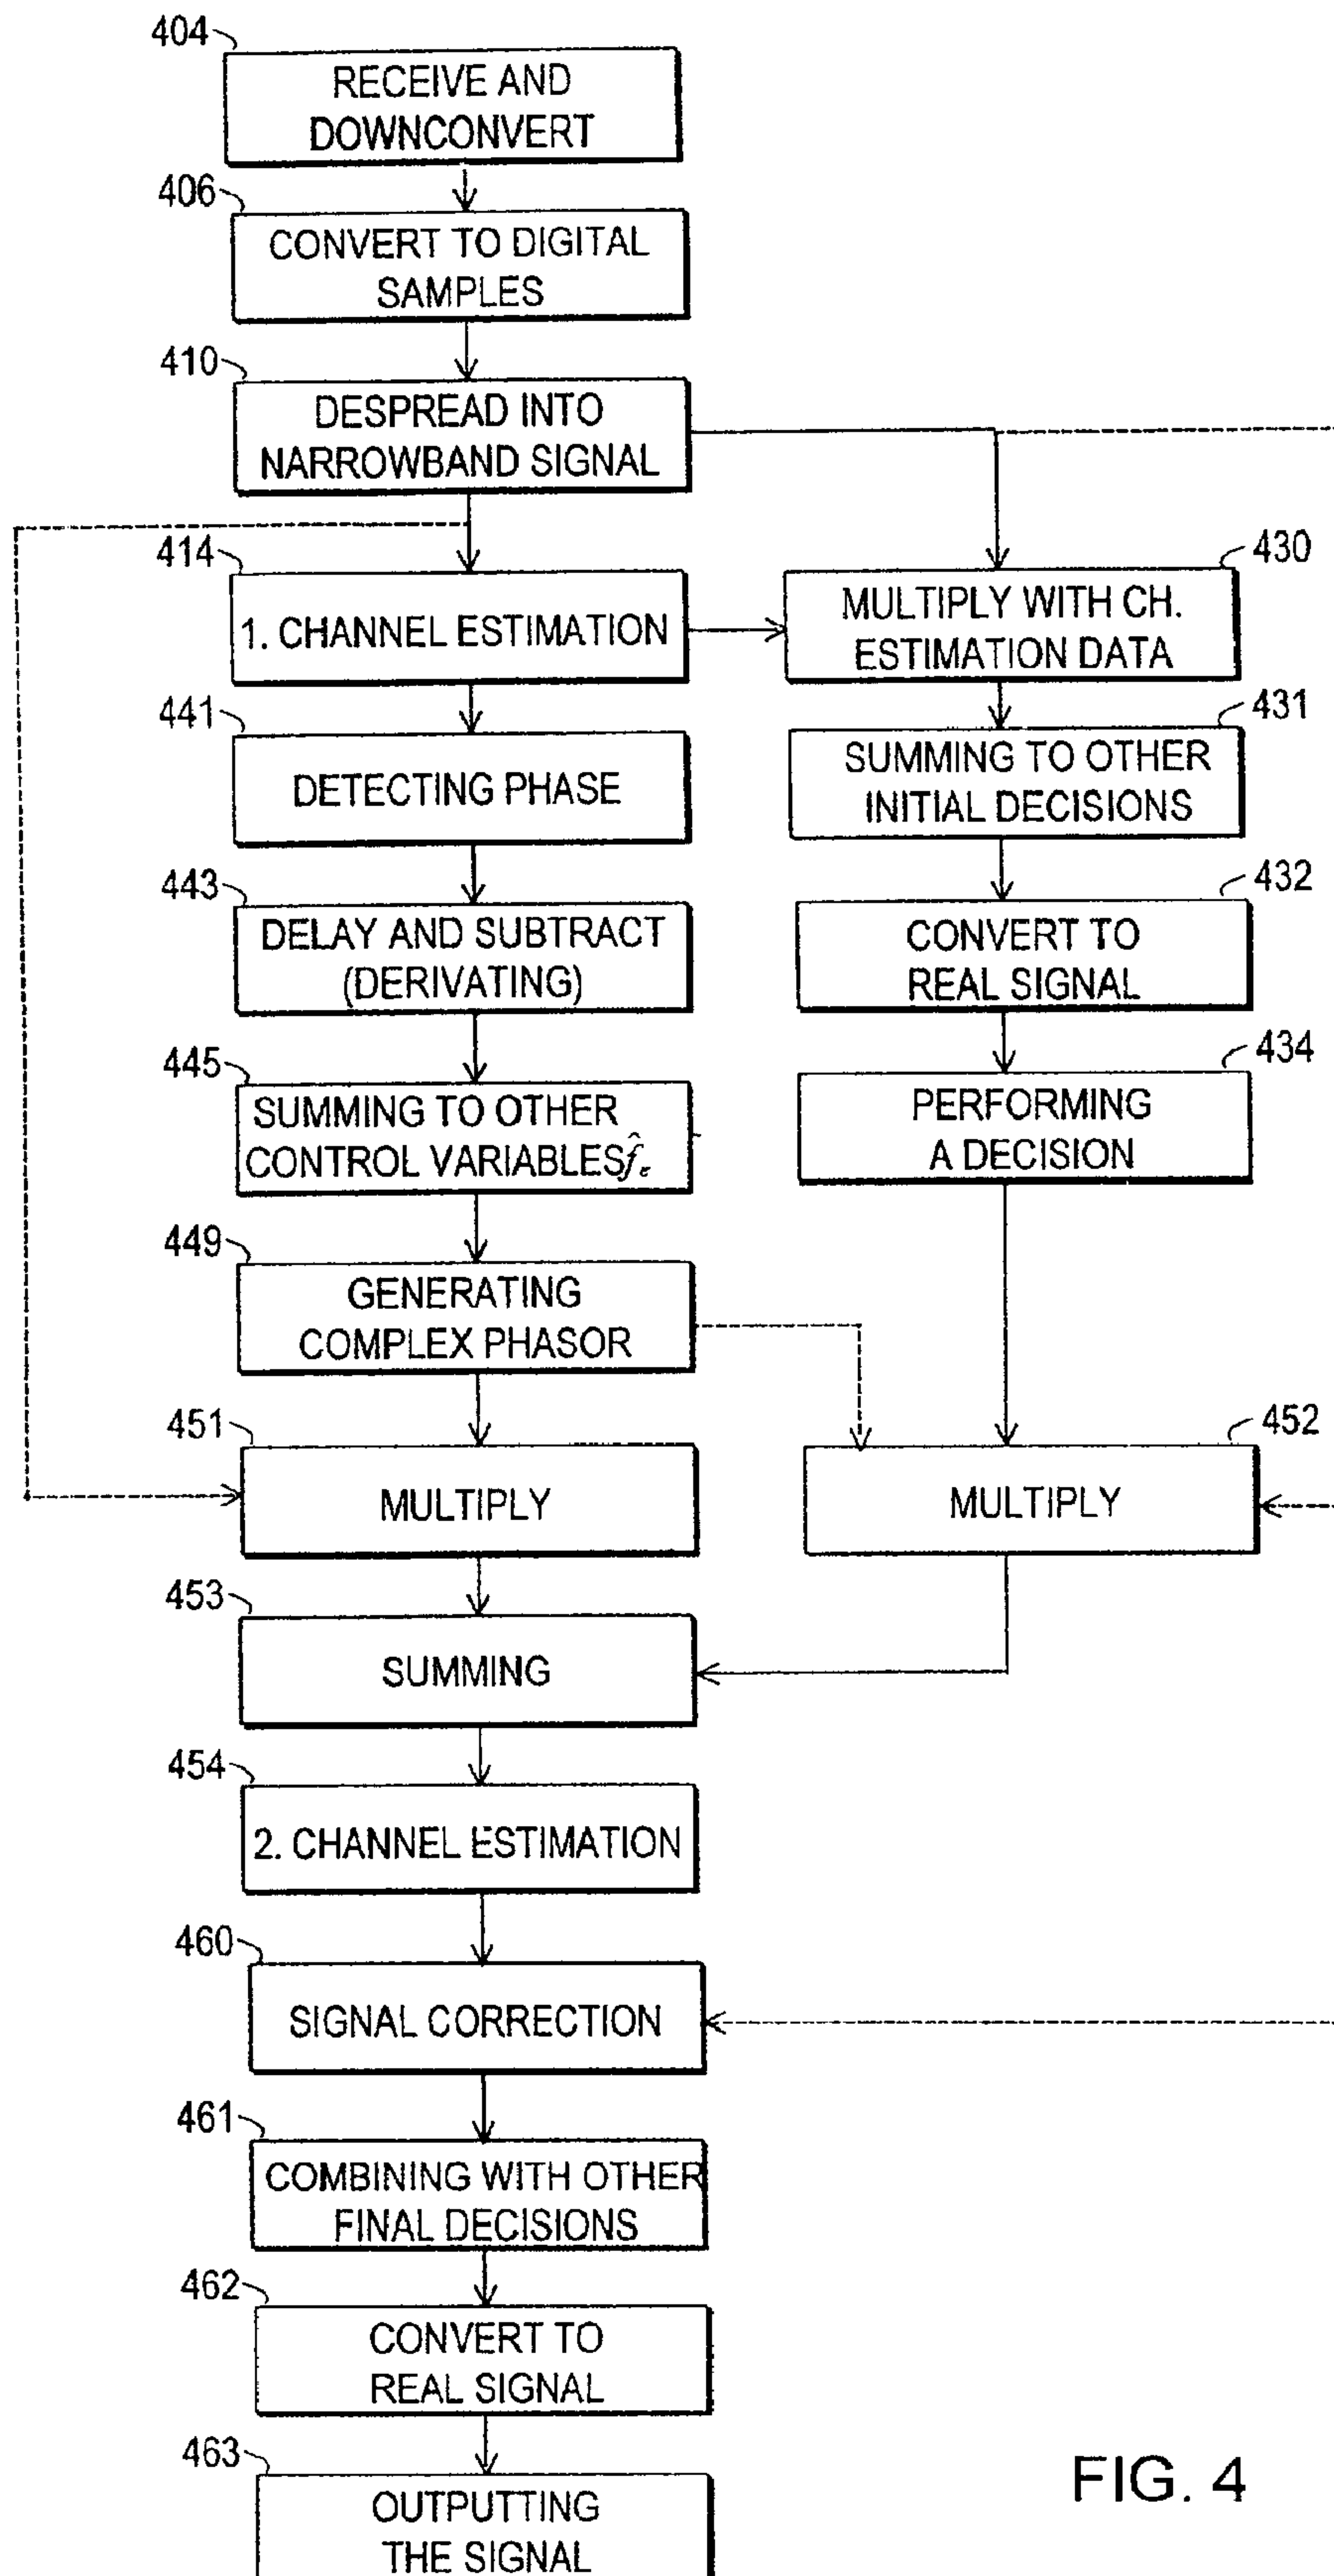 404
RECEIVE AND
DOWNCONVERT
406
CONVERT TO DIGITAL
SAMPLES
410
DESPREAD INTO
NARROWBAND SIGNAL
414
1. CHANNEL ESTIMATION
430
MULTIPLY WITH CH.
ESTIMATION DATA
441
DETECTING PHASE
431
SUMMING TO OTHER
INITIAL DECISIONS
443
DELAY AND SUBTRACT
(DERIVATING)
432
CONVERT TO
REAL SIGNAL
445
SUMMING TO OTHER
CONTROL VARIABLES f̂ε
434
PERFORMING
A DECISION
449
GENERATING
COMPLEX PHASOR
451
MULTIPLY
452
MULTIPLY
453
SUMMING
454
2. CHANNEL ESTIMATION
460
SIGNAL CORRECTION
461
COMBINING WITH OTHER
FINAL DECISIONS
462
CONVERT TO
REAL SIGNAL
463
OUTPUTTING
THE SIGNAL
FIG. 4